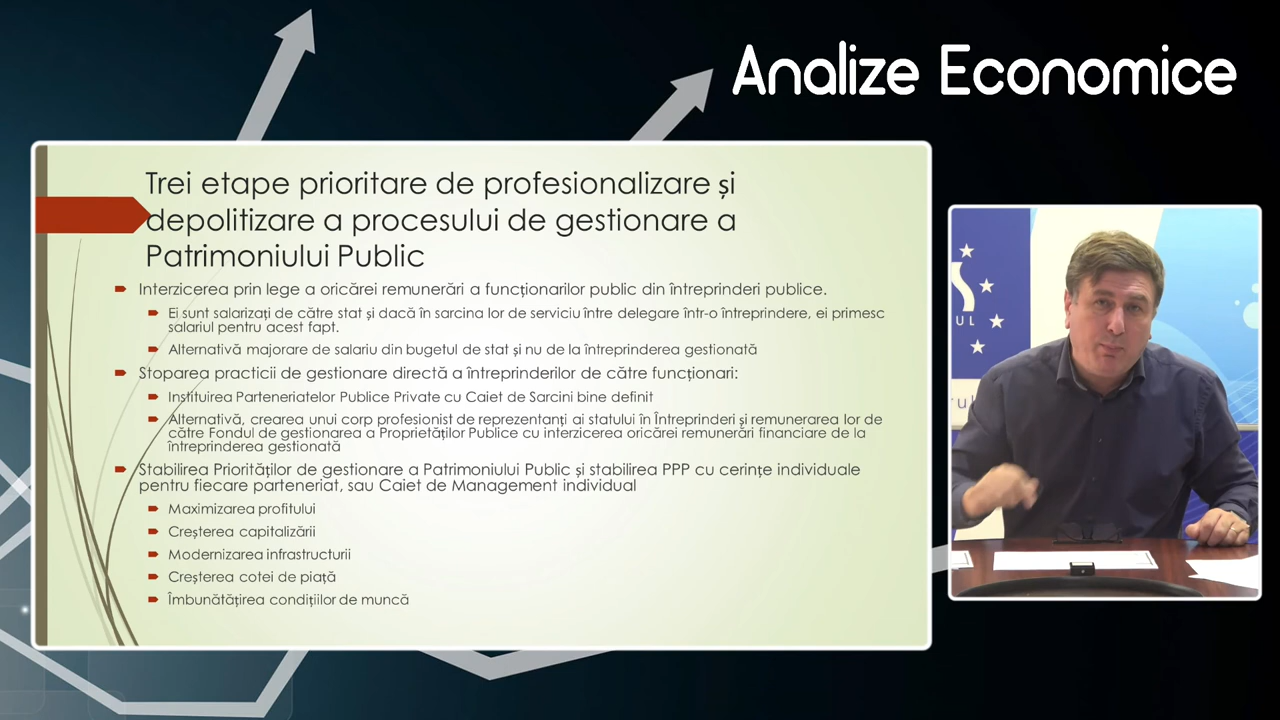 Analize Economice
Trei etape prioritare de profesionalizare și
depolitizare a procesului de gestionare a
Patrimoniului Public
Interzicerea prin lege a oricărei remunerări a funcționarilor public din întreprinderi publice.
Ei sunt salarizați de către stat și dacă în sarcina lor de serviciu între delegare într-o întreprindere, ei primesc
salariul pentru acest fapt.
Alternativă majorare de salariu din bugetul de stat și nu de la întreprinderea gestionată
Stoparea practicii de gestionare directă a întreprinderilor de către funcționari:
Instituirea Parteneriatelor Publice Private cu Caiet de Sarcini bine definit
Alternativă, crearea unui corp profesionist de reprezentanți ai statului în Întreprinderi și remunerarea lor de
către Fondul de gestionarea a Proprietăților Publice cu interzicerea oricărei remunerări financiare de la
întreprinderea gestionată
Stabilirea Priorităților de gestionare a Patrimoniului Public și stabilirea PPP cu cerințe individuale
pentru fiecare parteneriat, sau Caiet de Management individual
Maximizarea profitului
Creșterea capitalizării
Modernizarea infrastructurii
Creșterea cotei de piață
Îmbunătățirea condițiilor de muncă